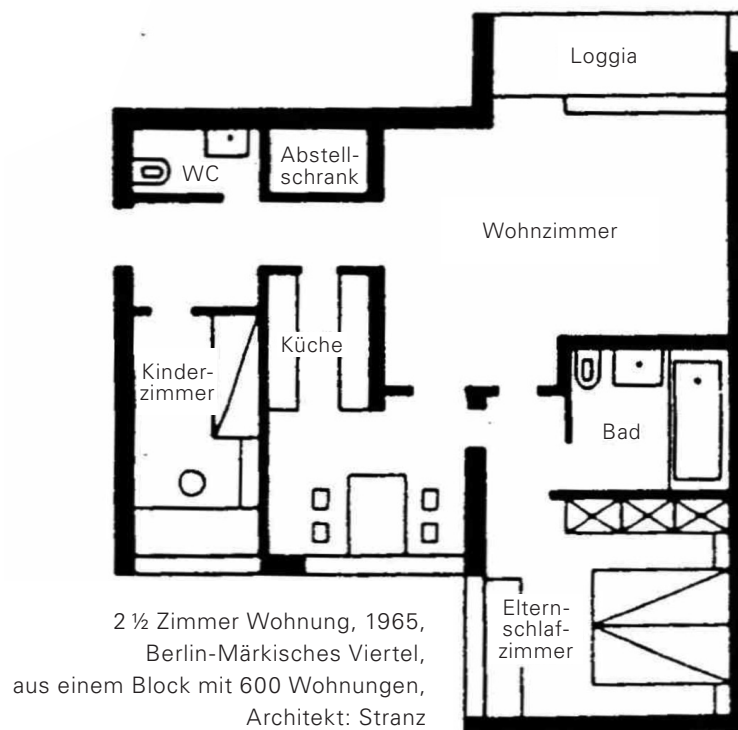 Loggia
WC
Abstell-
schrank
Wohnzimmer
Kinder-
zimmer
Küche
Bad
Eltern-
schlaf-
zimmer
2 ½ Zimmer Wohnung, 1965,
Berlin-Märkisches Viertel,
aus einem Block mit 600 Wohnungen,
Architekt: Stranz